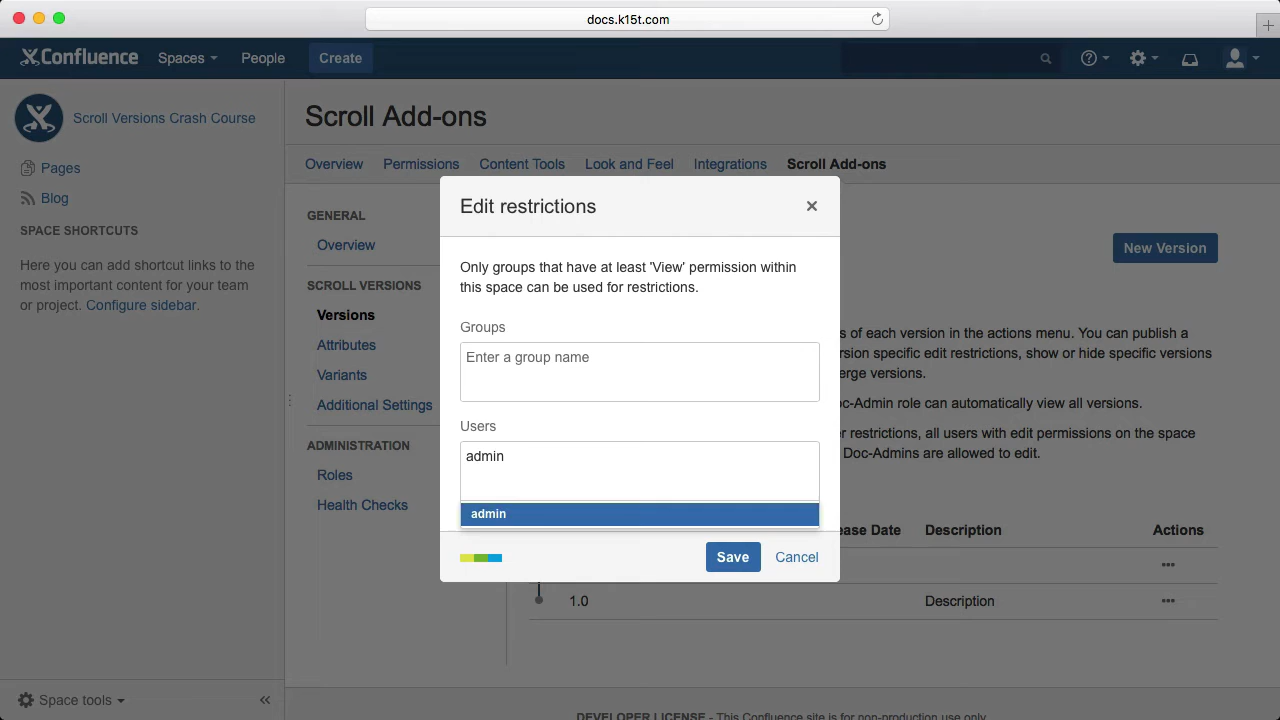 docs.k15t.com
Confluence
Spaces
People
Create
Scroll Versions Crash Course
Pages
Blog
SPACE SHORTCUTS
Here you can add shortcut links to the
most important content for your team
or project. Configure sidebar.
Space tools
Scroll Add-ons
Overview
Permissions
Content Tools
Look and Feel
Integrations
Scroll Add-ons
GENERAL
Overview
SCROLL VERSIONS
Versions
Attributes
Variants
Additional Settings
ADMINISTRATION
Roles
Health Checks
New Version
s of each version in the actions menu. You can publish a
rsion specific edit restrictions, show or hide specific versions
erge versions.
oc-Admin role can automatically view all versions.
r restrictions, all users with edit permissions on the space
Doc-Admins are allowed to edit.
ease Date
Description
Actions
1.0
Description
Edit restrictions
Only groups that have at least 'View' permission within
this space can be used for restrictions.
Groups
Enter a group name
Users
admin
admin
Save
Cancel
DEVELOPER LICENSE - This Confluence site is for non-production use only.